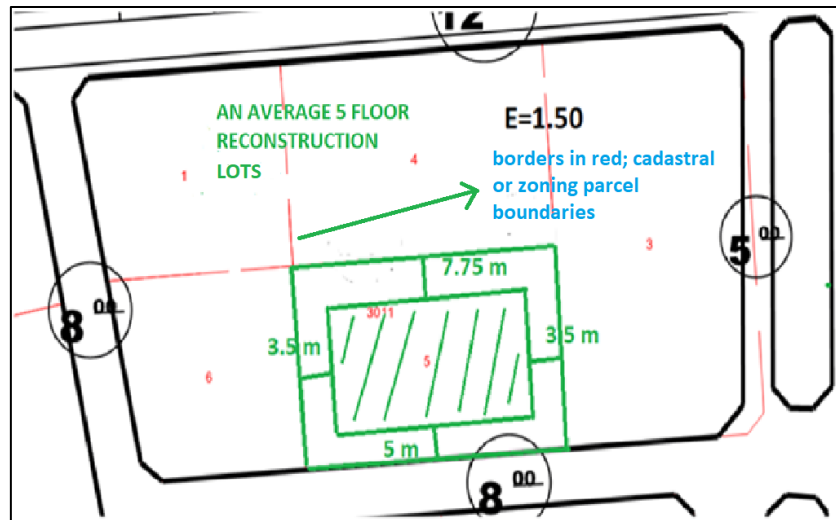 12
AN AVERAGE 5 FLOOR
RECONSTRUCTION
LOTS
E=1.50
borders in red; cadastral
or zoning parcel
boundaries
1
4
3
5 00
7.75 m
8 00
3011
3.5 m
3.5 m
5
6
5 m
8 00